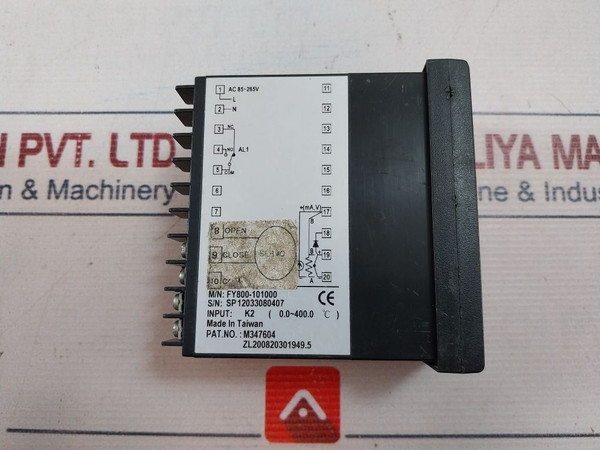 N PVT. LTD
n & Machinery
LIYA MA
ne & Indust
1 AC 85~265V 11
L
2 N 12
3 NC 13
4 NO AL1 14
5 COM 15
6 16
7 17
+(mA,V)
B
8 OPEN 18
9 CLOSE SERVO 19
B +
10 20
A -
M/N: FY800-101000
S/N: SP12033080407
INPUT: K2 ( 0.0~400.0 ℃ )
Made In Taiwan
PAT.NO.: M347604
ZL200820301949.5
CE